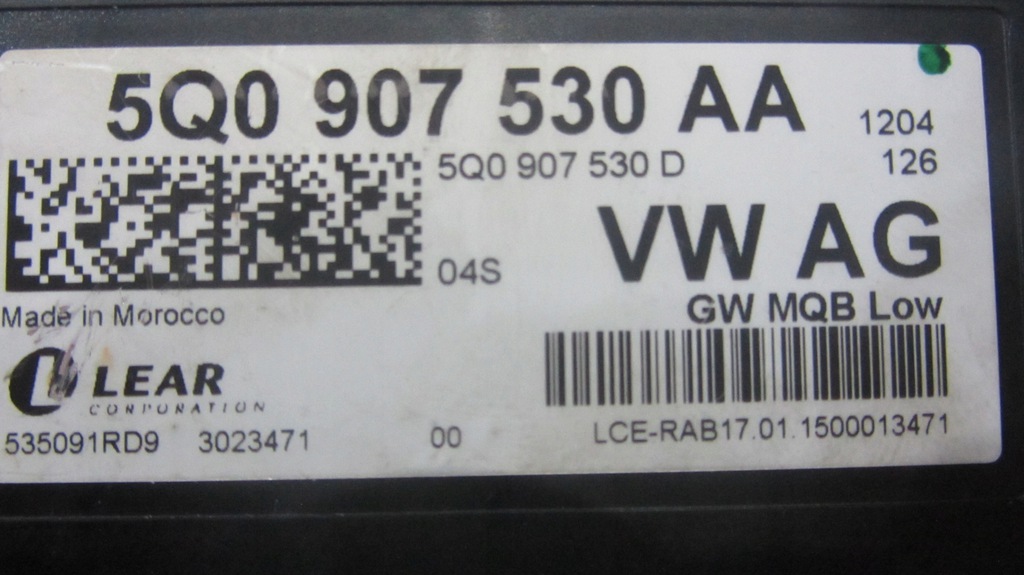 5Q0 907 530 AA 1204
5Q0 907 530 D 126
VW AG
04S
GW MQB Low
Made in Morocco
LEAR
CORPORATION
535091RD9 3023471 00 LCE-RAB17.01.1500013471